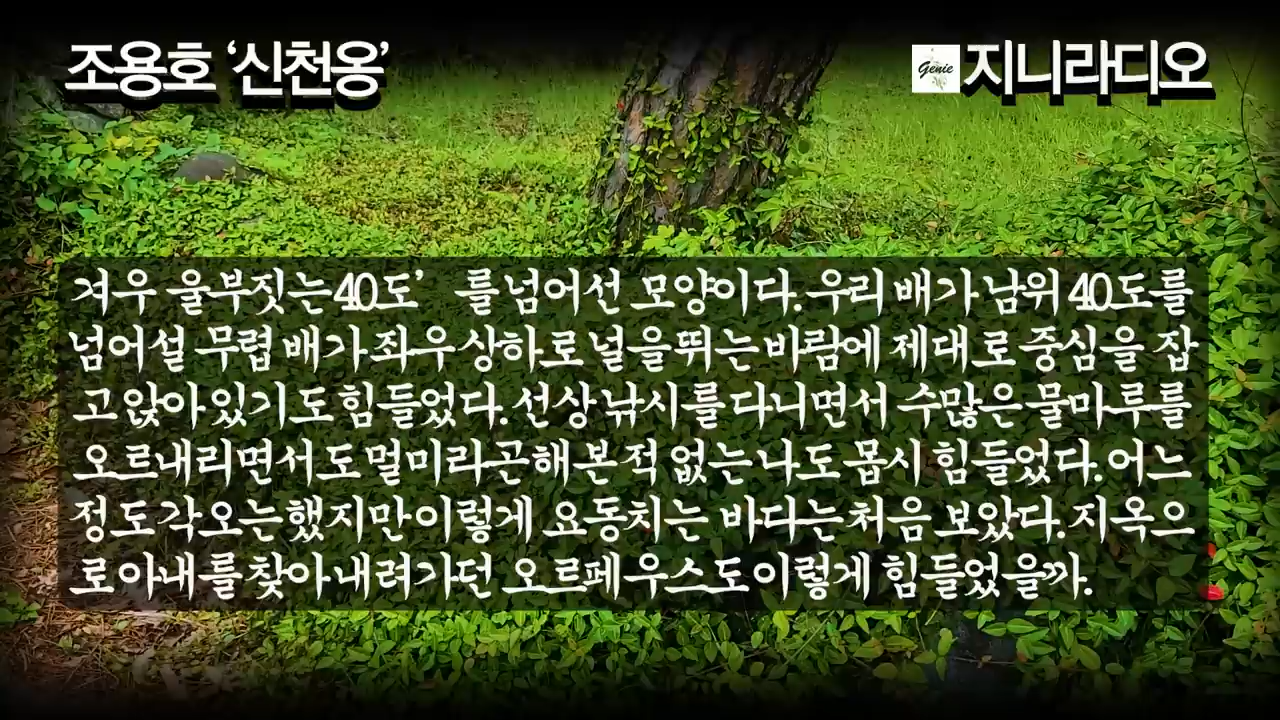 조용호 ‘신천옹’
Genie 지니라디오
겨우 울부짖는40도’ 를 넘어선 모양이다. 우리 배가 남위 40도를
넘어설 무렵 배가 좌우 상하로 널을 뛰는 바람에 제대로 중심을 잡
고 앉아 있기도 힘들었다. 선상 낚시를 다니면서 수많은 물마루를
오르내리면서도 멀미라곤 해본 적 없는 나도 몹시 힘들었다. 어느
정도 각오는 했지만 이렇게 요동치는 바다는 처음 보았다. 지옥으
로 아내를 찾아 내려가던 오르페우스도 이렇게 힘들었을까.